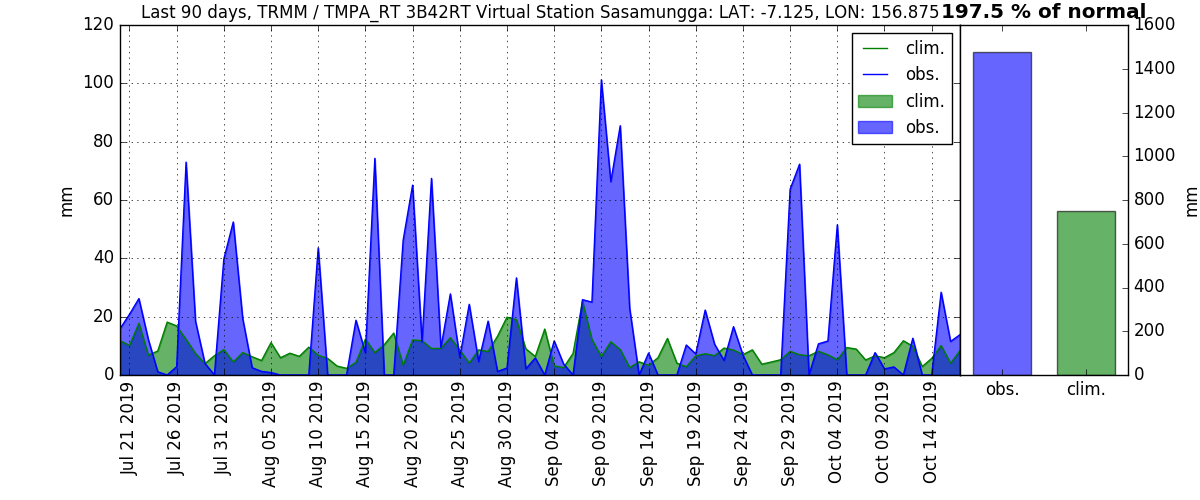 Last 90 days, TRMM / TMPA_RT 3B42RT Virtual Station Sasamungga: LAT: -7.125, LON: 156.875
197.5 % of normal
120
100
80
60
40
20
0
mm
clim.
obs.
clim.
obs.
Jul 21 2019
Jul 26 2019
Jul 31 2019
Aug 05 2019
Aug 10 2019
Aug 15 2019
Aug 20 2019
Aug 25 2019
Aug 30 2019
Sep 04 2019
Sep 09 2019
Sep 14 2019
Sep 19 2019
Sep 24 2019
Sep 29 2019
Oct 04 2019
Oct 09 2019
Oct 14 2019
1600
1400
1200
1000
800
600
400
200
0
mm
obs.
clim.